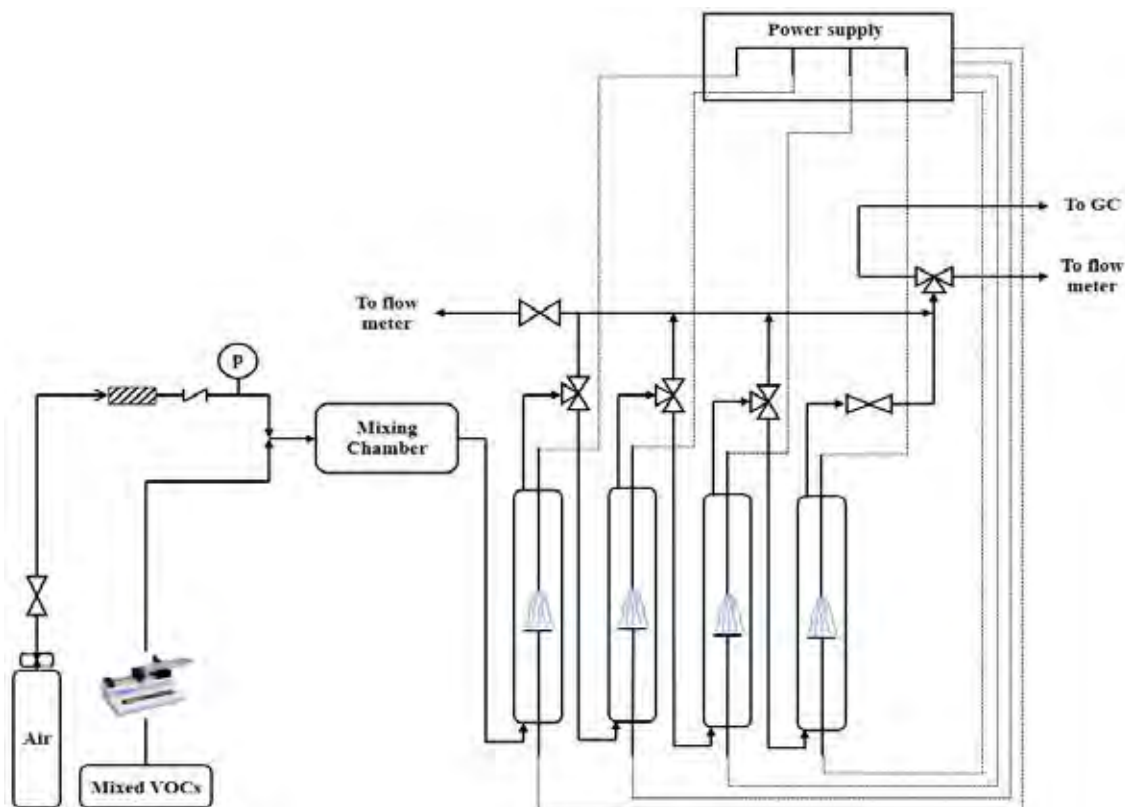 Power supply
To GC
To flow
meter
To flow
meter
P
Mixing
Chamber
Air
Mixed VOCs